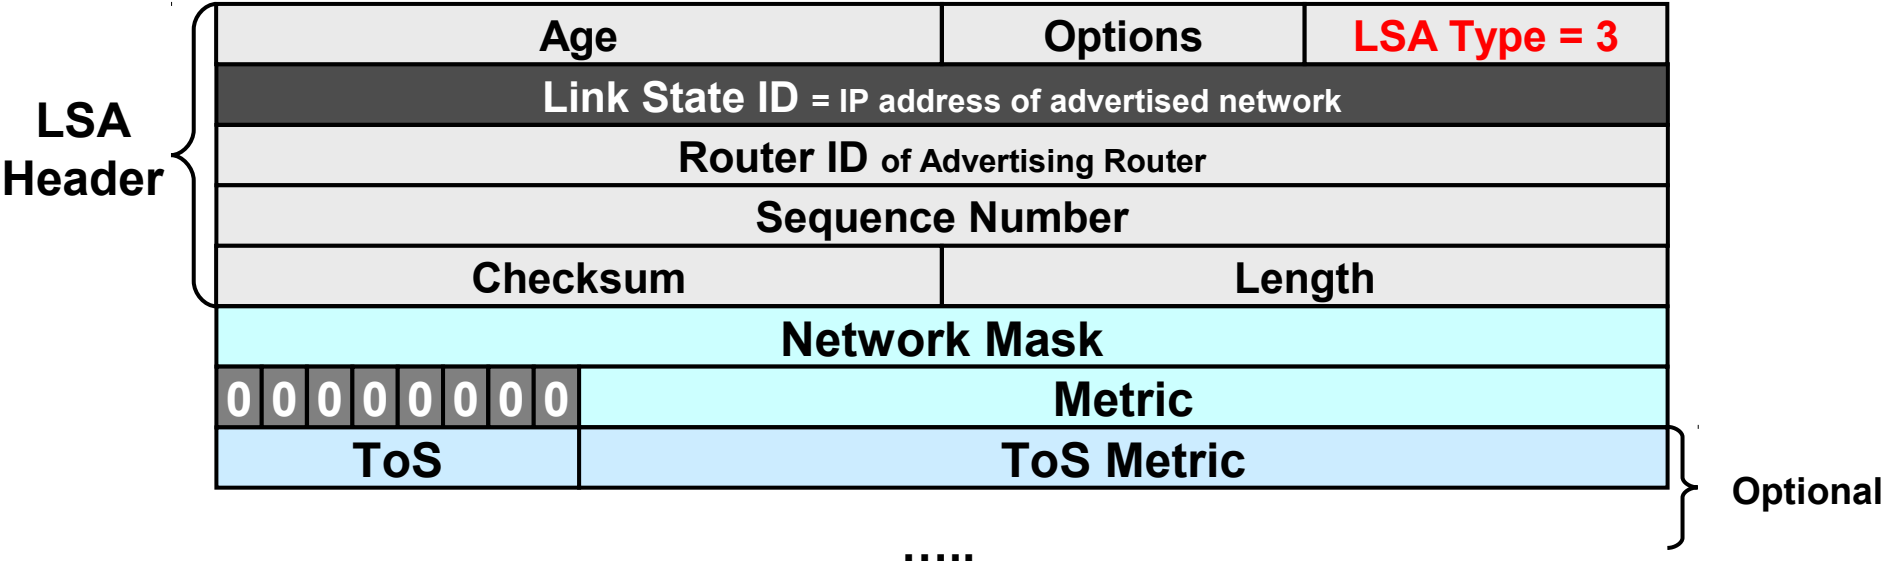 Age Options LSA Type = 3
Link State ID = IP address of advertised network
LSA
Header
Router ID of Advertising Router
Sequence Number
Checksum Length
Network Mask
0 0 0 0 0 0 0 0 Metric
ToS ToS Metric
Optional
.....